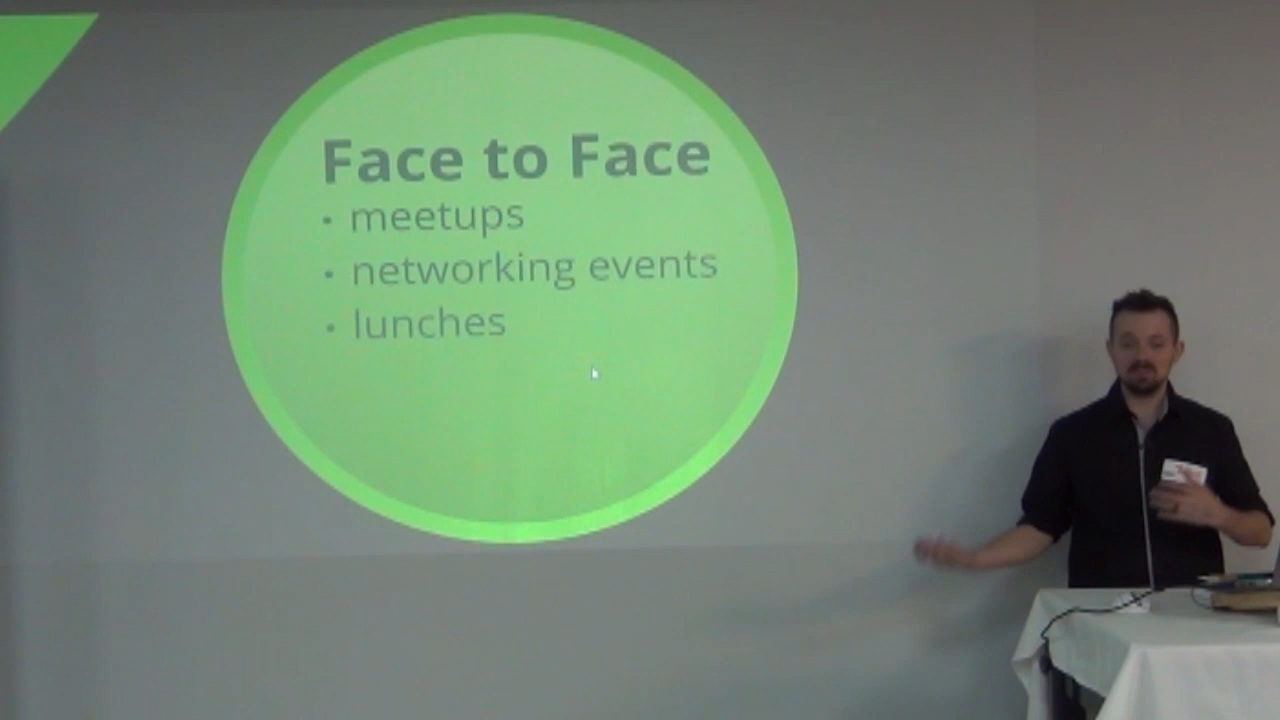 Face to Face
• meetups
• networking events
• lunches